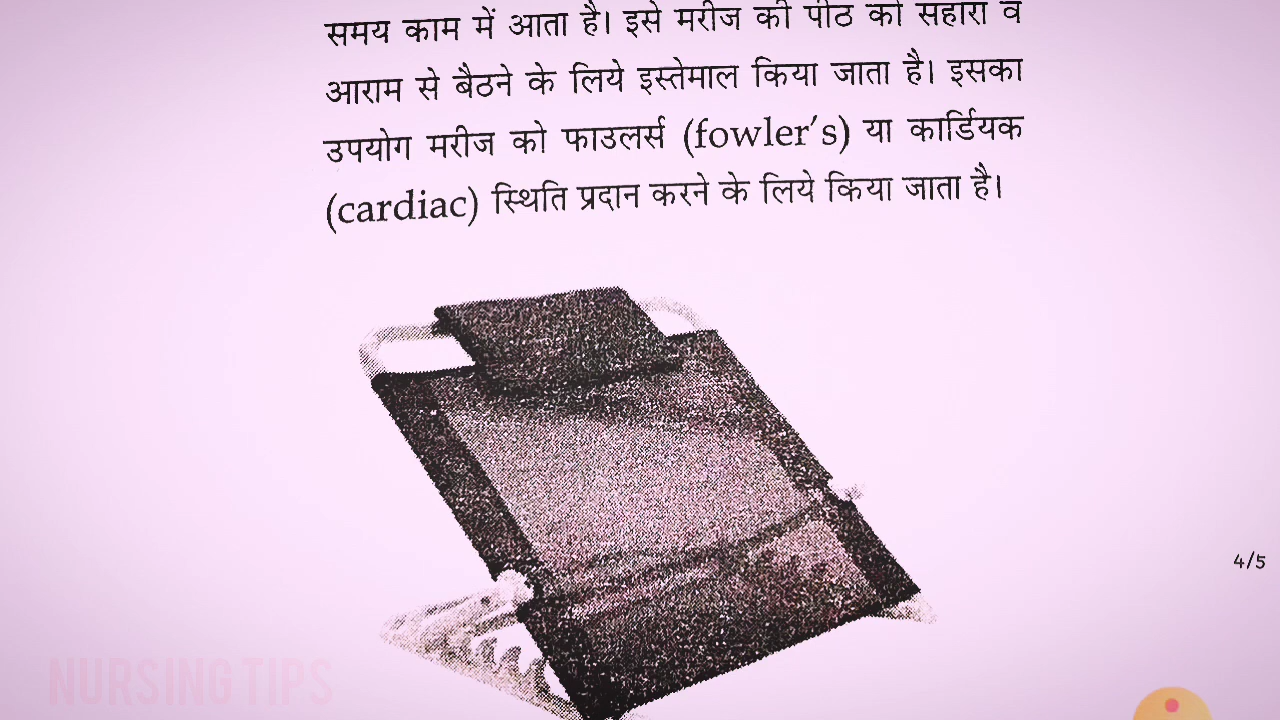 समय काम में आता है। इसे मरीज की पीठ को सहारा व
आराम से बैठने के लिये इस्तेमाल किया जाता है। इसका
उपयोग मरीज को फाउलर्स (fowler's) या कार्डियक
(cardiac) स्थिति प्रदान करने के लिये किया जाता है।
4/5
NURSING TIPS